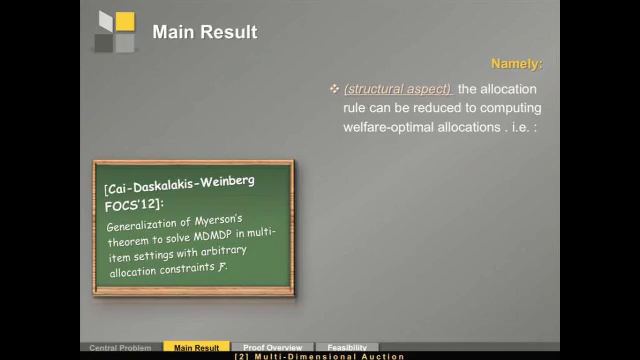 Main Result
Namely:
❖ (structural aspect) the allocation
rule can be reduced to computing
welfare-optimal allocations . i.e. :
[Cai-Daskalakis-Weinberg
FOCS'12]:
Generalization of Myerson's
theorem to solve MDMDP in multi-
item settings with arbitrary
allocation constraints ℱ.
Central Problem Main Result Proof Overview Feasibility
[2] Multi-Dimensional Auction